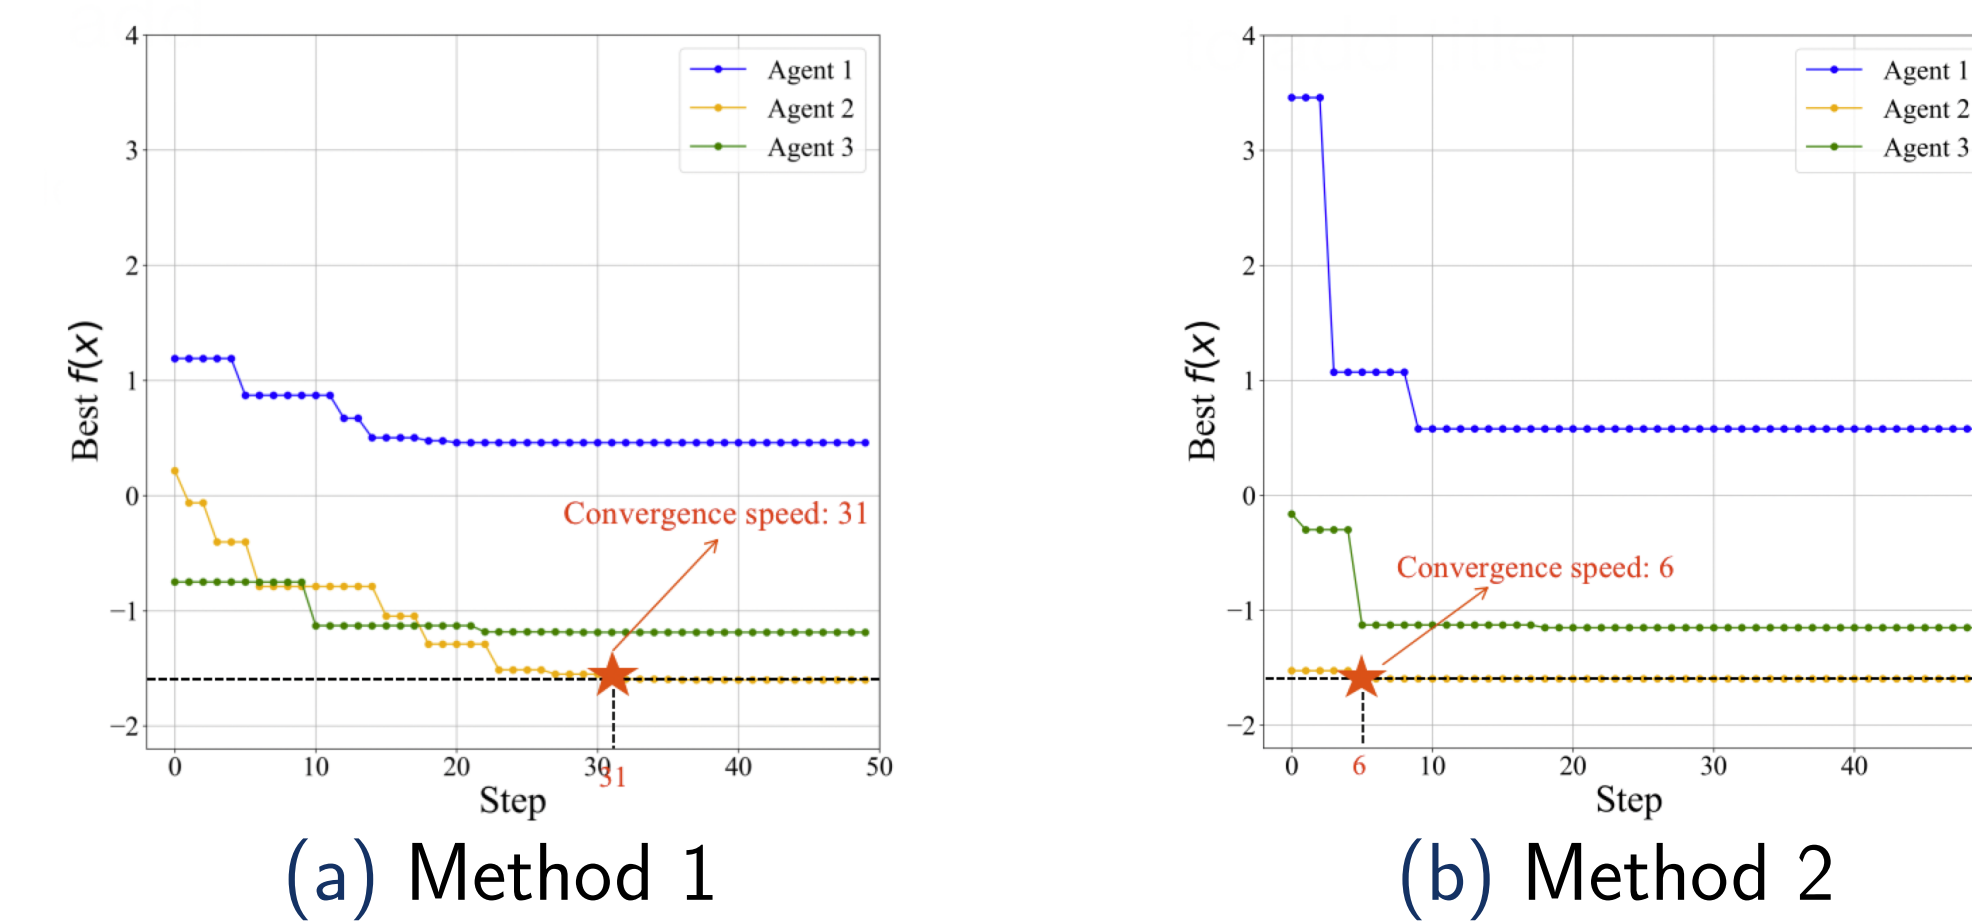 4
3
2
1
0
−1
−2
Best f(x)
Agent 1
Agent 2
Agent 3
Convergence speed: 31
0 10 20 30 40 50
31
Step
(a) Method 1
4
3
2
1
0
−1
−2
Best f(x)
Agent 1
Agent 2
Agent 3
Convergence speed: 6
0 6 10 20 30 40
Step
(b) Method 2